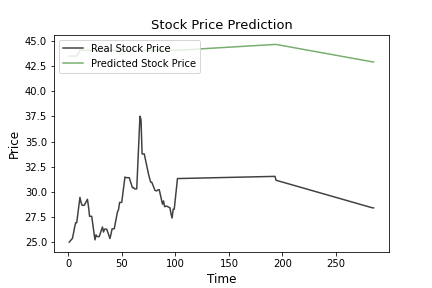 Stock Price Prediction
Real Stock Price
Predicted Stock Price
45.0
42.5
40.0
37.5
35.0
32.5
30.0
27.5
25.0
Price
0 50 100 150 200 250
Time